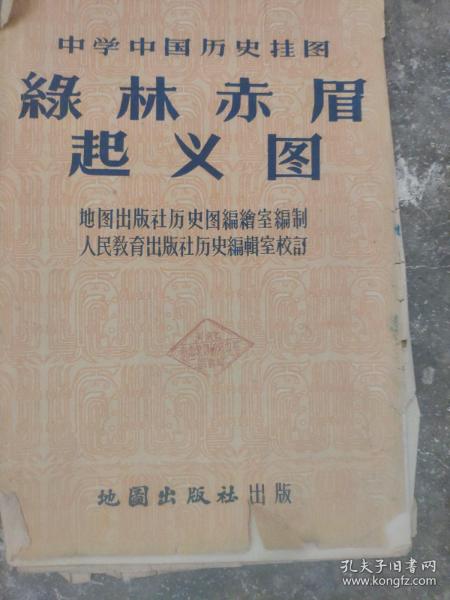 中学中国历史挂图
綠林赤眉
起义图
地图出版社历史图編繪室編制
人民敎育出版社历史編輯室校訂
地圖出版社出版
孔夫子旧书网
www.kongfz.com